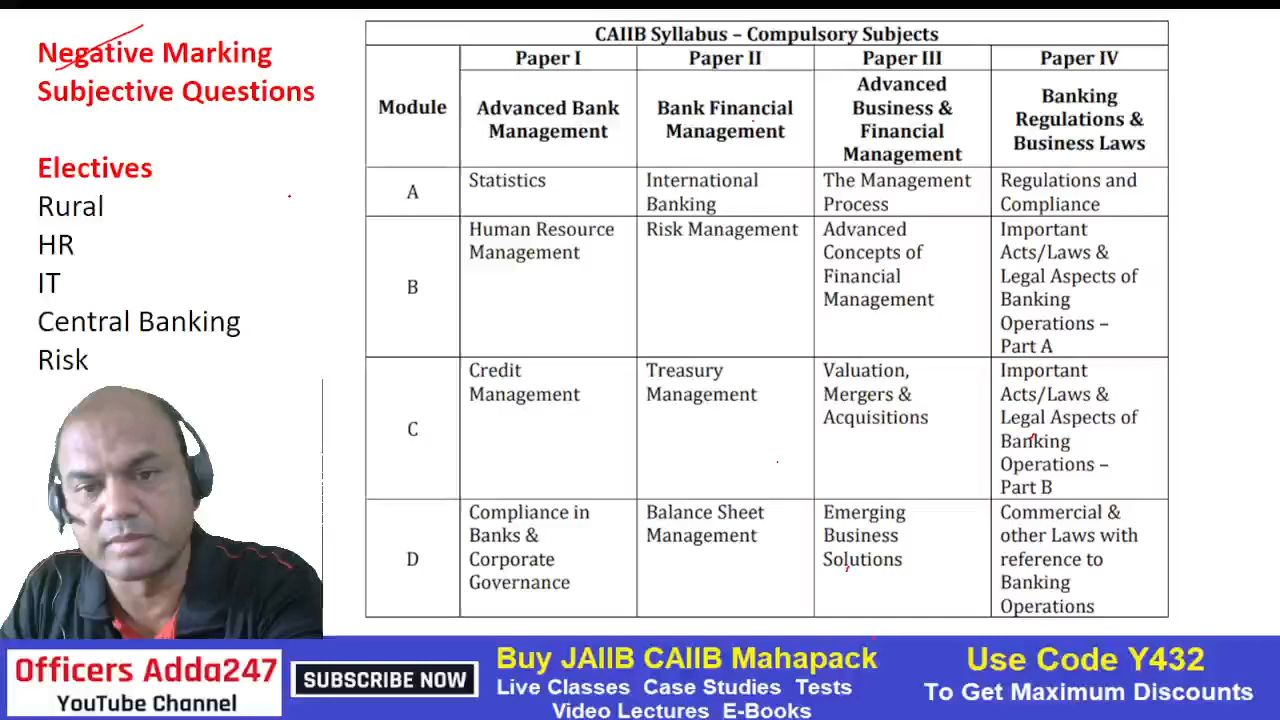 Negative Marking
Subjective Questions
Electives
Rural
HR
IT
Central Banking
Risk
CAIIB Syllabus – Compulsory Subjects
Module
Paper I
Paper II
Paper III
Paper IV
Advanced Bank
Management
Bank Financial
Management
Advanced
Business &
Financial
Management
Banking
Regulations &
Business Laws
A
Statistics
International
Banking
The Management
Process
Regulations and
Compliance
B
Human Resource
Management
Risk Management
Advanced
Concepts of
Financial
Management
Important
Acts/Laws &
Legal Aspects of
Banking
Operations –
Part A
C
Credit
Management
Treasury
Management
Valuation,
Mergers &
Acquisitions
Important
Acts/Laws &
Legal Aspects of
Banking
Operations –
Part B
D
Compliance in
Banks &
Corporate
Governance
Balance Sheet
Management
Emerging
Business
Solutions
Commercial &
other Laws with
reference to
Banking
Operations
Officers Adda247
YouTube Channel
SUBSCRIBE NOW
Buy JAIIB CAIIB Mahapack
Live Classes Case Studies Tests
Video Lectures E-Books
Use Code Y432
To Get Maximum Discounts